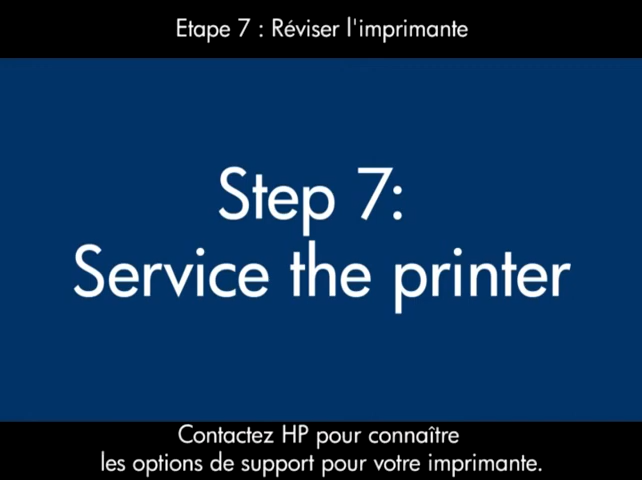 Etape 7 : Réviser l'imprimante
Step 7:
Service the printer
Contactez HP pour connaître
les options de support pour votre imprimante.